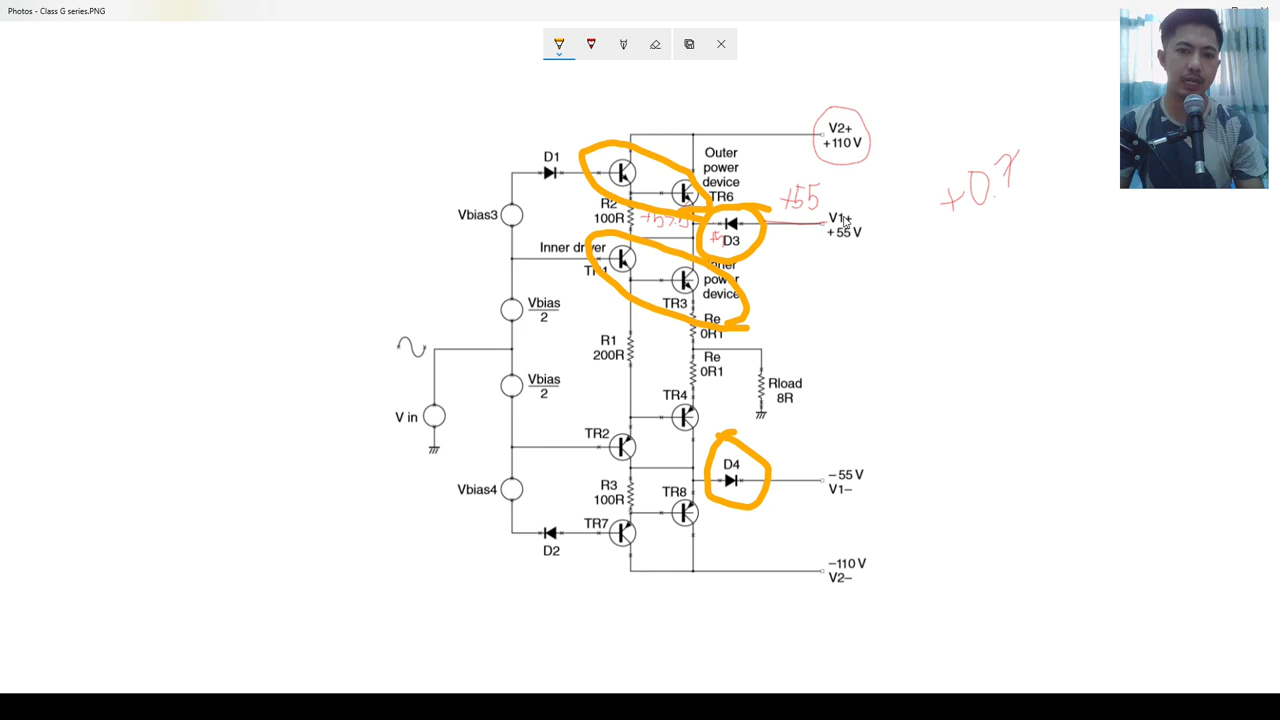 Photos - Class G series.PNG
V2+
+110 V
D1
Outer
power
device
TR6
+0.7
+55
Vbias3
R2
100R
V1+
+55 V
D3
Inner driver
TR1
power
device
TR3
Vbias
2
Re
0R1
R1
200R
Re
0R1
Vbias
2
Rload
8R
TR4
V in
TR2
D4
−55 V
V1−
Vbias4
R3
100R
TR8
TR7
D2
−110 V
V2−